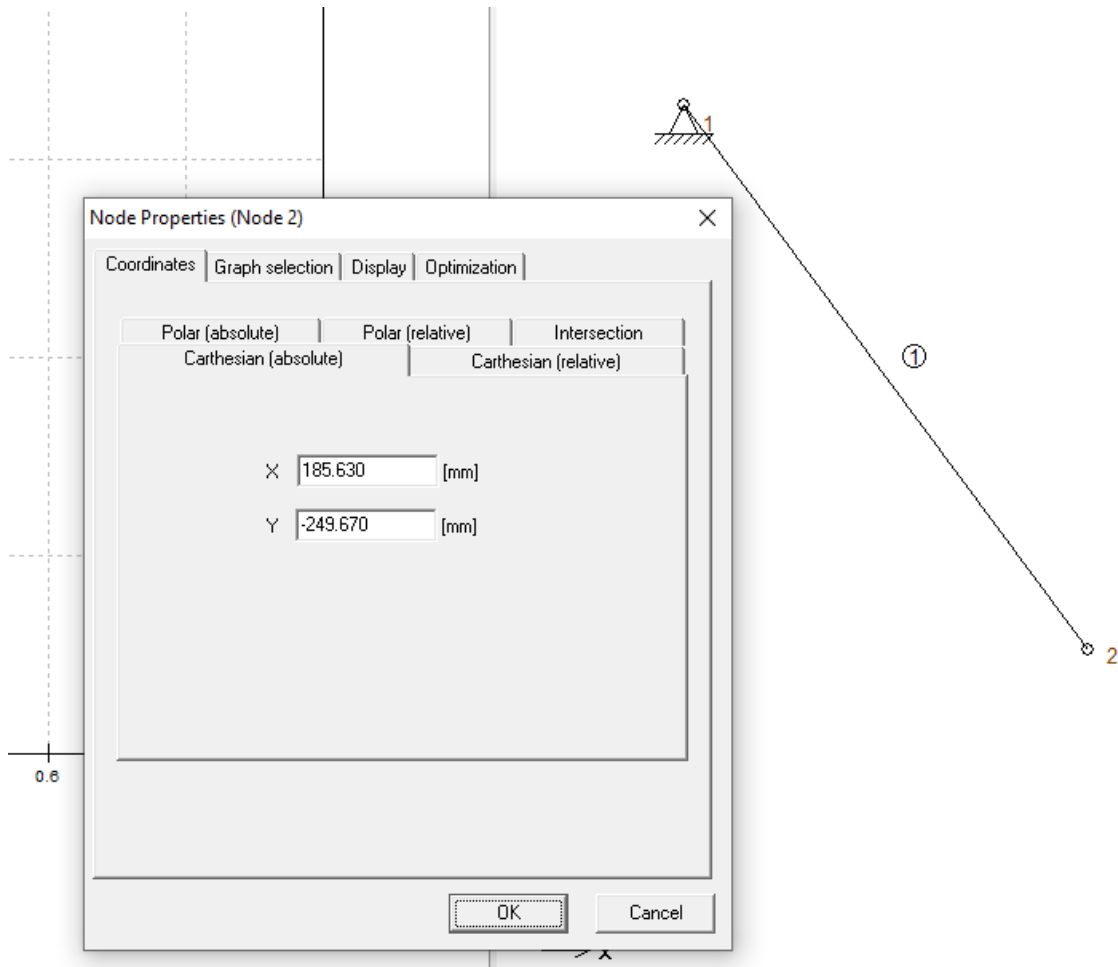 1
Node Properties (Node 2)
Coordinates Graph selection Display Optimization
Polar (absolute) Polar (relative) Intersection
Carthesian (absolute) Carthesian (relative)
1
X 185.630 [mm]
Y -249.670 [mm]
2
0.6
OK Cancel
X